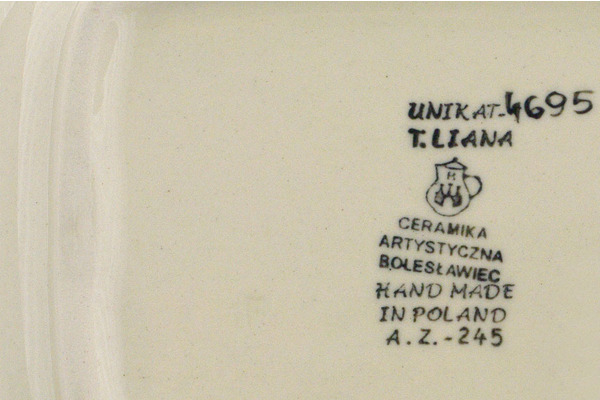 UNIKAT-4695
T. LIANA
B
CERAMIKA
ARTYSTYCZNA
BOLESŁAWIEC
HAND MADE
IN POLAND
A. Z. - 245